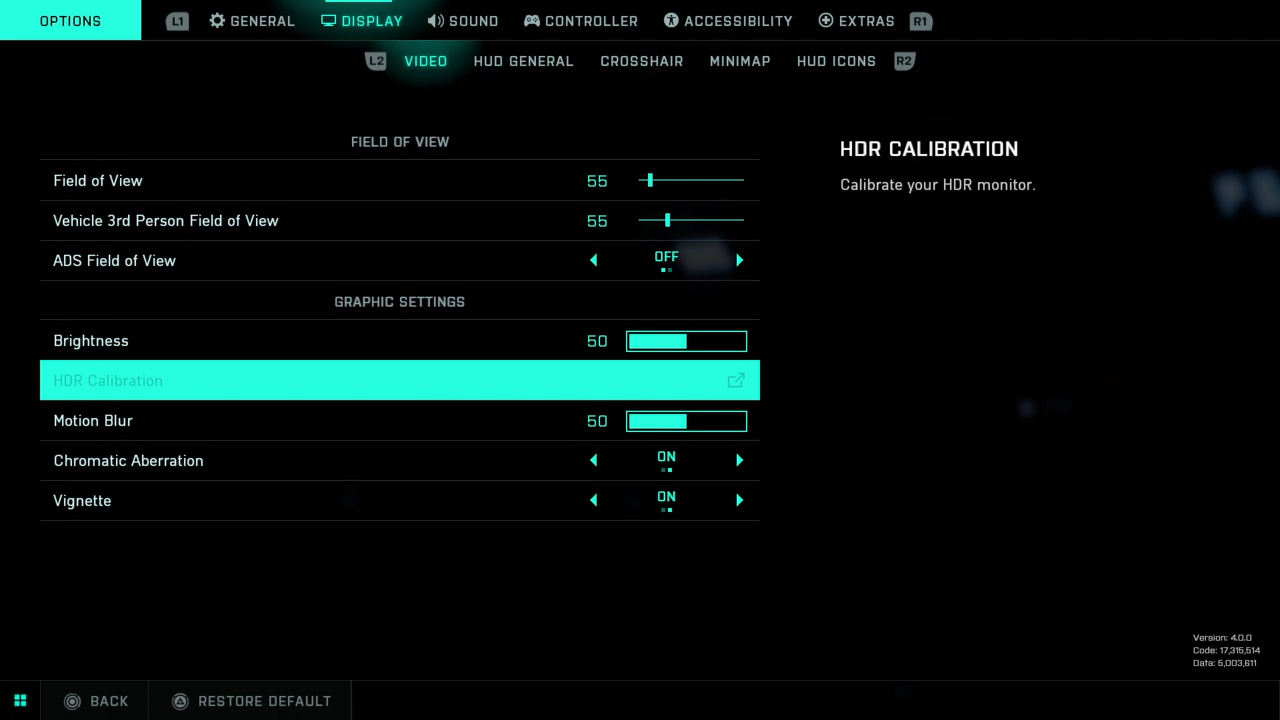 OPTIONS L1 GENERAL DISPLAY SOUND CONTROLLER ACCESSIBILITY EXTRAS R1
L2 VIDEO HUD GENERAL CROSSHAIR MINIMAP HUD ICONS R2
FIELD OF VIEW
Field of View 55
Vehicle 3rd Person Field of View 55
ADS Field of View OFF
GRAPHIC SETTINGS
Brightness 50
HDR Calibration
Motion Blur 50
Chromatic Aberration ON
Vignette ON
HDR CALIBRATION
Calibrate your HDR monitor.
Version: 4.0.0
Code: 17,315,514
Data: 5,003,611
BACK RESTORE DEFAULT